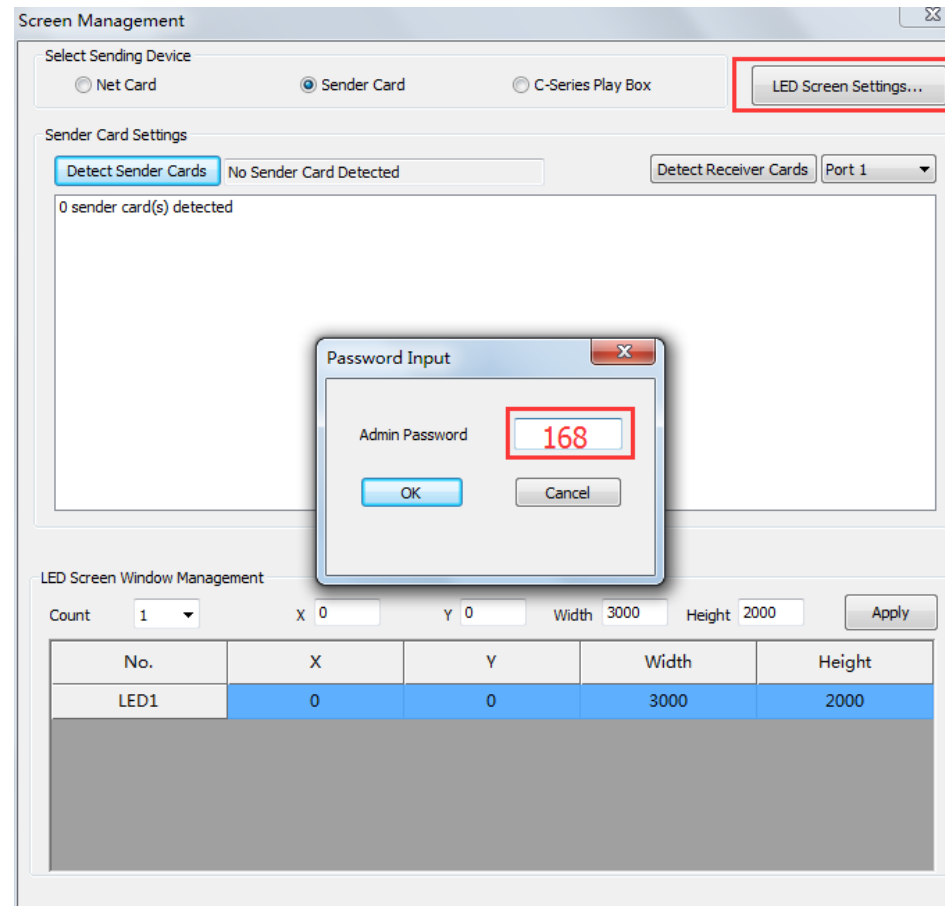 Screen Management
Select Sending Device
Net Card Sender Card C-Series Play Box LED Screen Settings...
Sender Card Settings
Detect Sender Cards No Sender Card Detected Detect Receiver Cards Port 1
0 sender card(s) detected
Password Input
Admin Password 168
OK Cancel
LED Screen Window Management
Count 1 X 0 Y 0 Width 3000 Height 2000 Apply
No. X Y Width Height
LED1 0 0 3000 2000